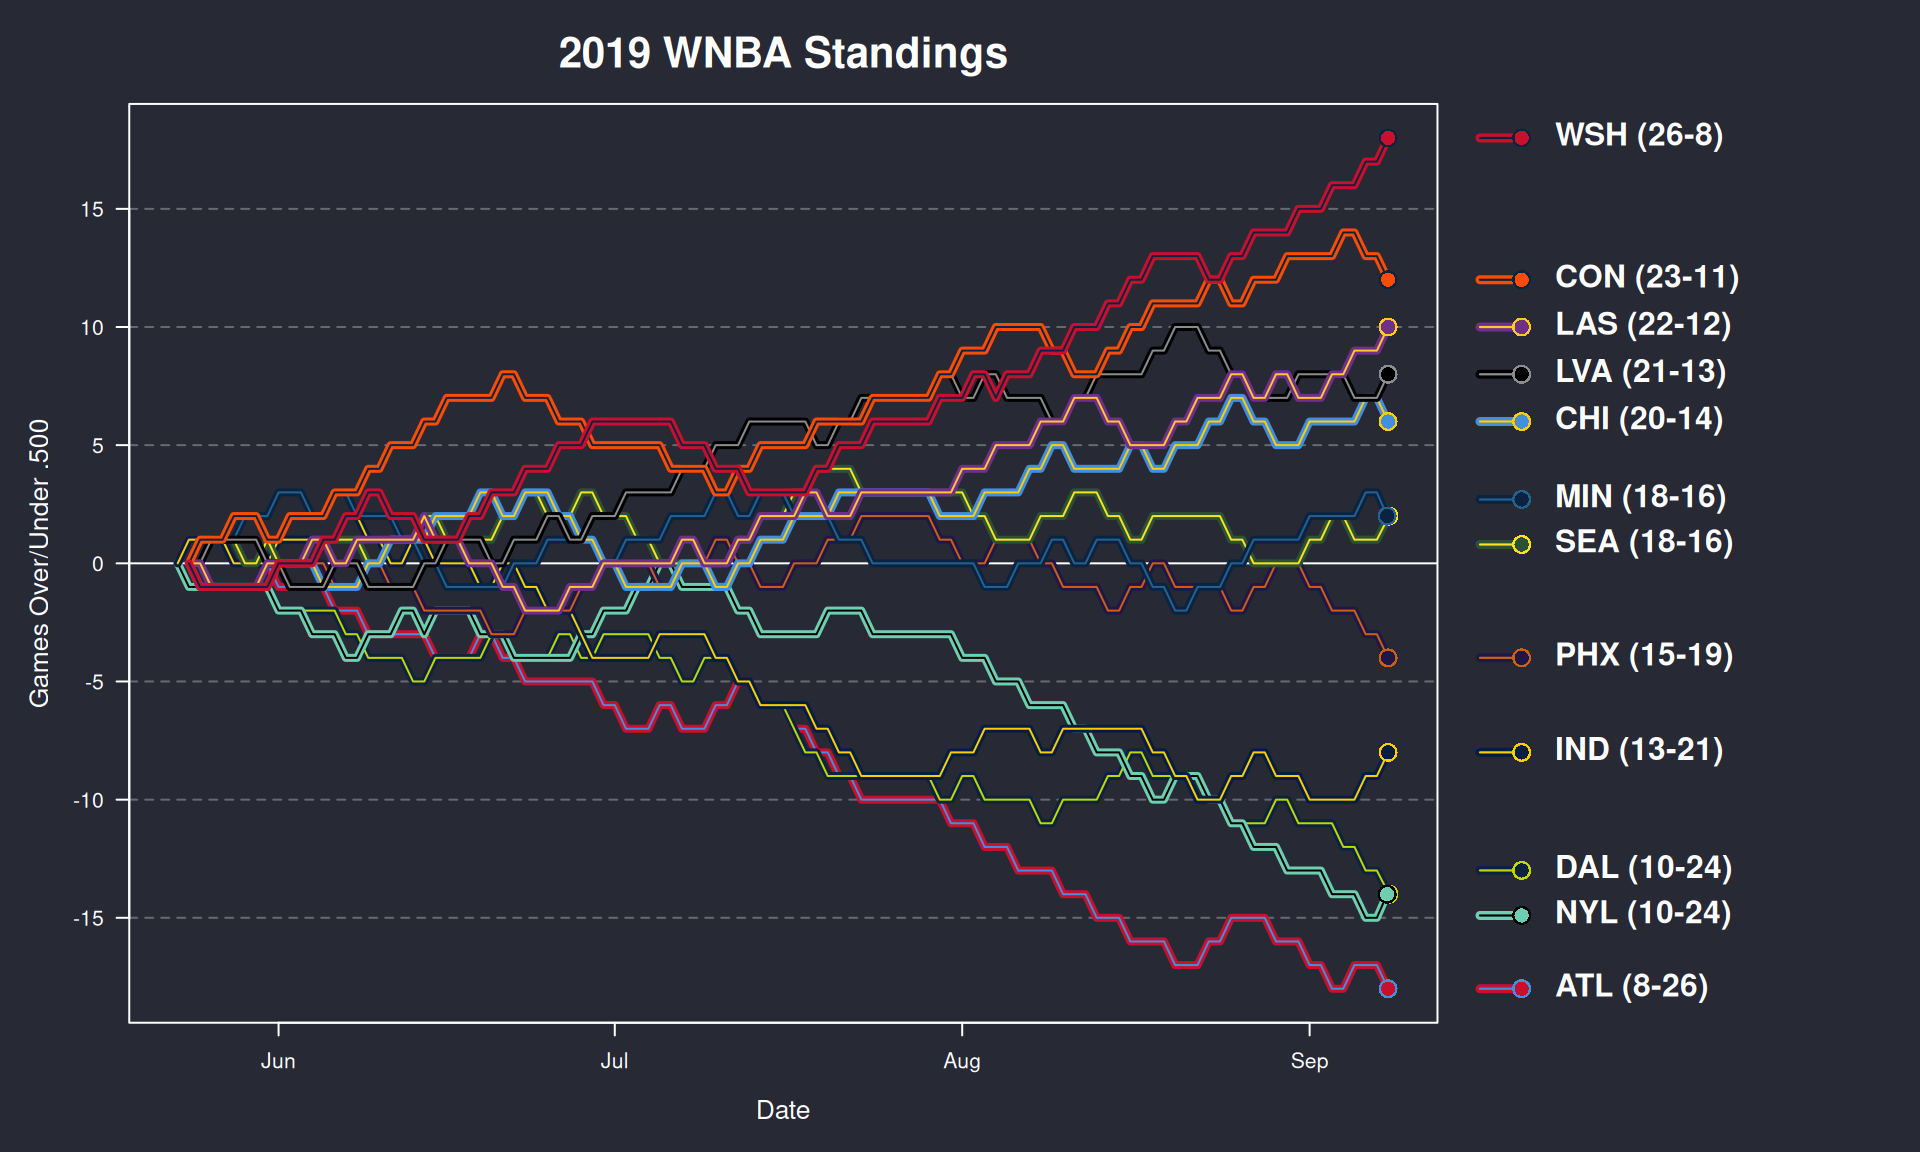 2019 WNBA Standings
Games Over/Under .500
15
10
5
0
-5
-10
-15
Jun
Jul
Aug
Sep
Date
WSH (26-8)
CON (23-11)
LAS (22-12)
LVA (21-13)
CHI (20-14)
MIN (18-16)
SEA (18-16)
PHX (15-19)
IND (13-21)
DAL (10-24)
NYL (10-24)
ATL (8-26)